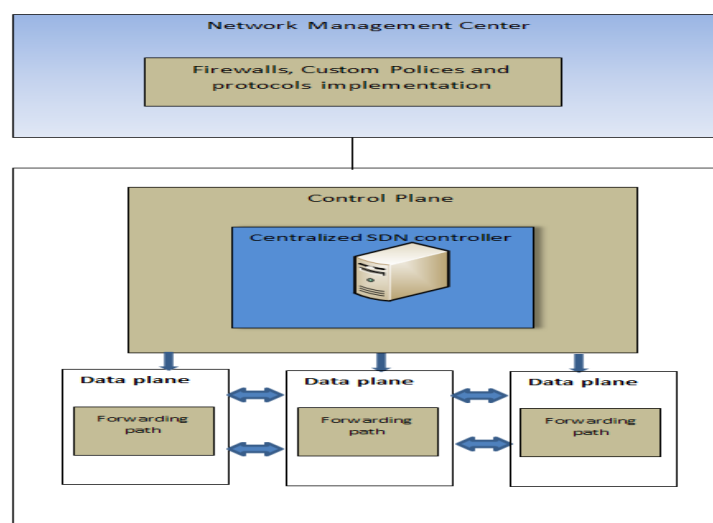 Network Management Center
Firewalls, Custom Polices and
protocols implementation
Control Plane
Centralized SDN controller
Data plane
Forwarding
path
Data plane
Forwarding
path
Data plane
Forwarding
path